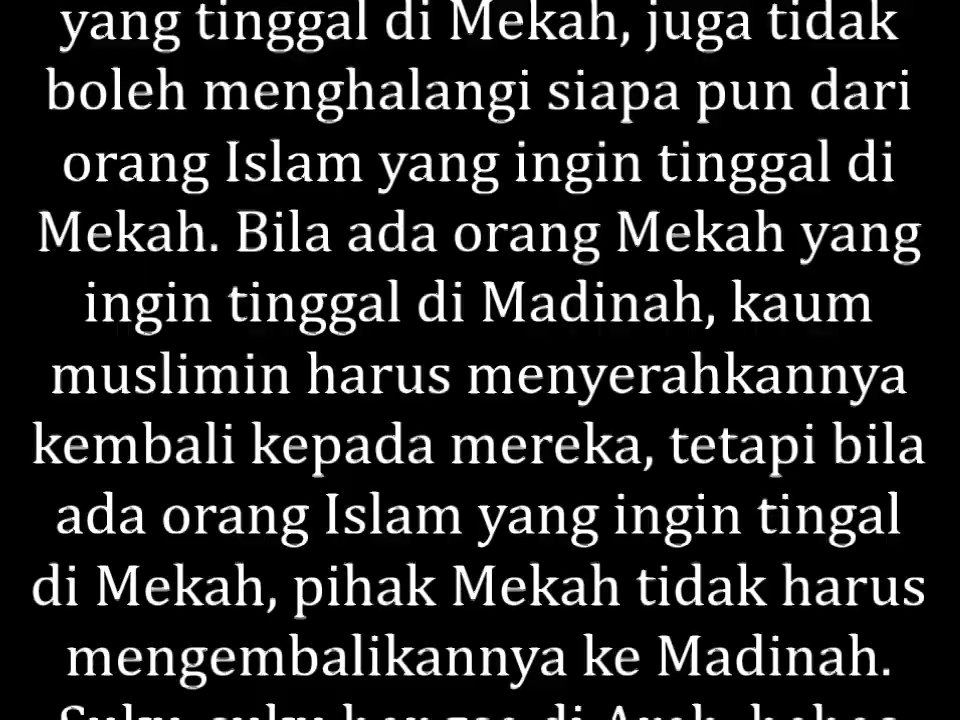 yang tinggal di Mekah, juga tidak
boleh menghalangi siapa pun dari
orang Islam yang ingin tinggal di
Mekah. Bila ada orang Mekah yang
ingin tinggal di Madinah, kaum
muslimin harus menyerahkannya
kembali kepada mereka, tetapi bila
ada orang Islam yang ingin tingal
di Mekah, pihak Mekah tidak harus
mengembalikannya ke Madinah.